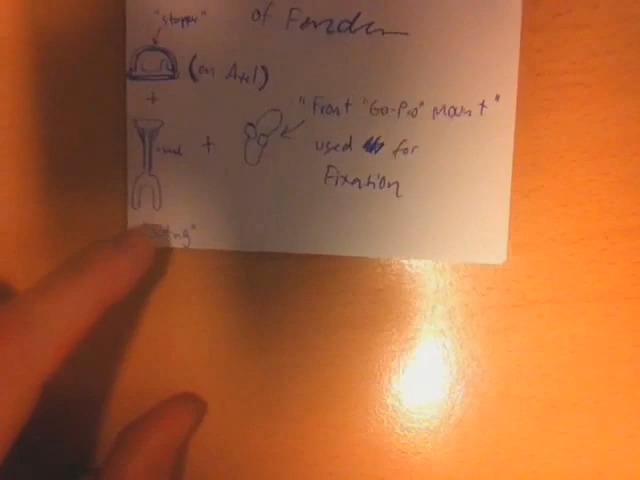 of Fender
"stopper"
(on Axel)
+
"Front "Go-Pro" mount"
+
used for
Fixation